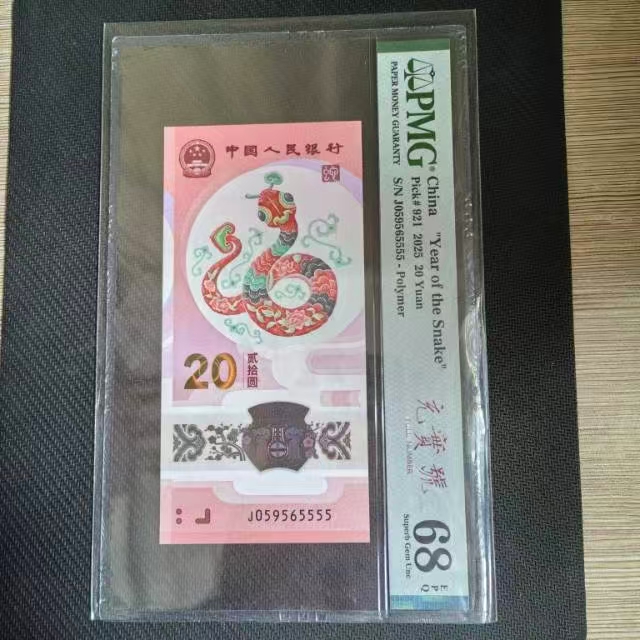 中国人民银行
20
贰拾圆
J059565555
PMG®
PAPER MONEY GUARANTY
China "Year of the Snake"
Pick# 921 2025 20 Yuan
S/N J059565555 - Polymer
NUMBER
68
EPQ
Superb Gem Unc